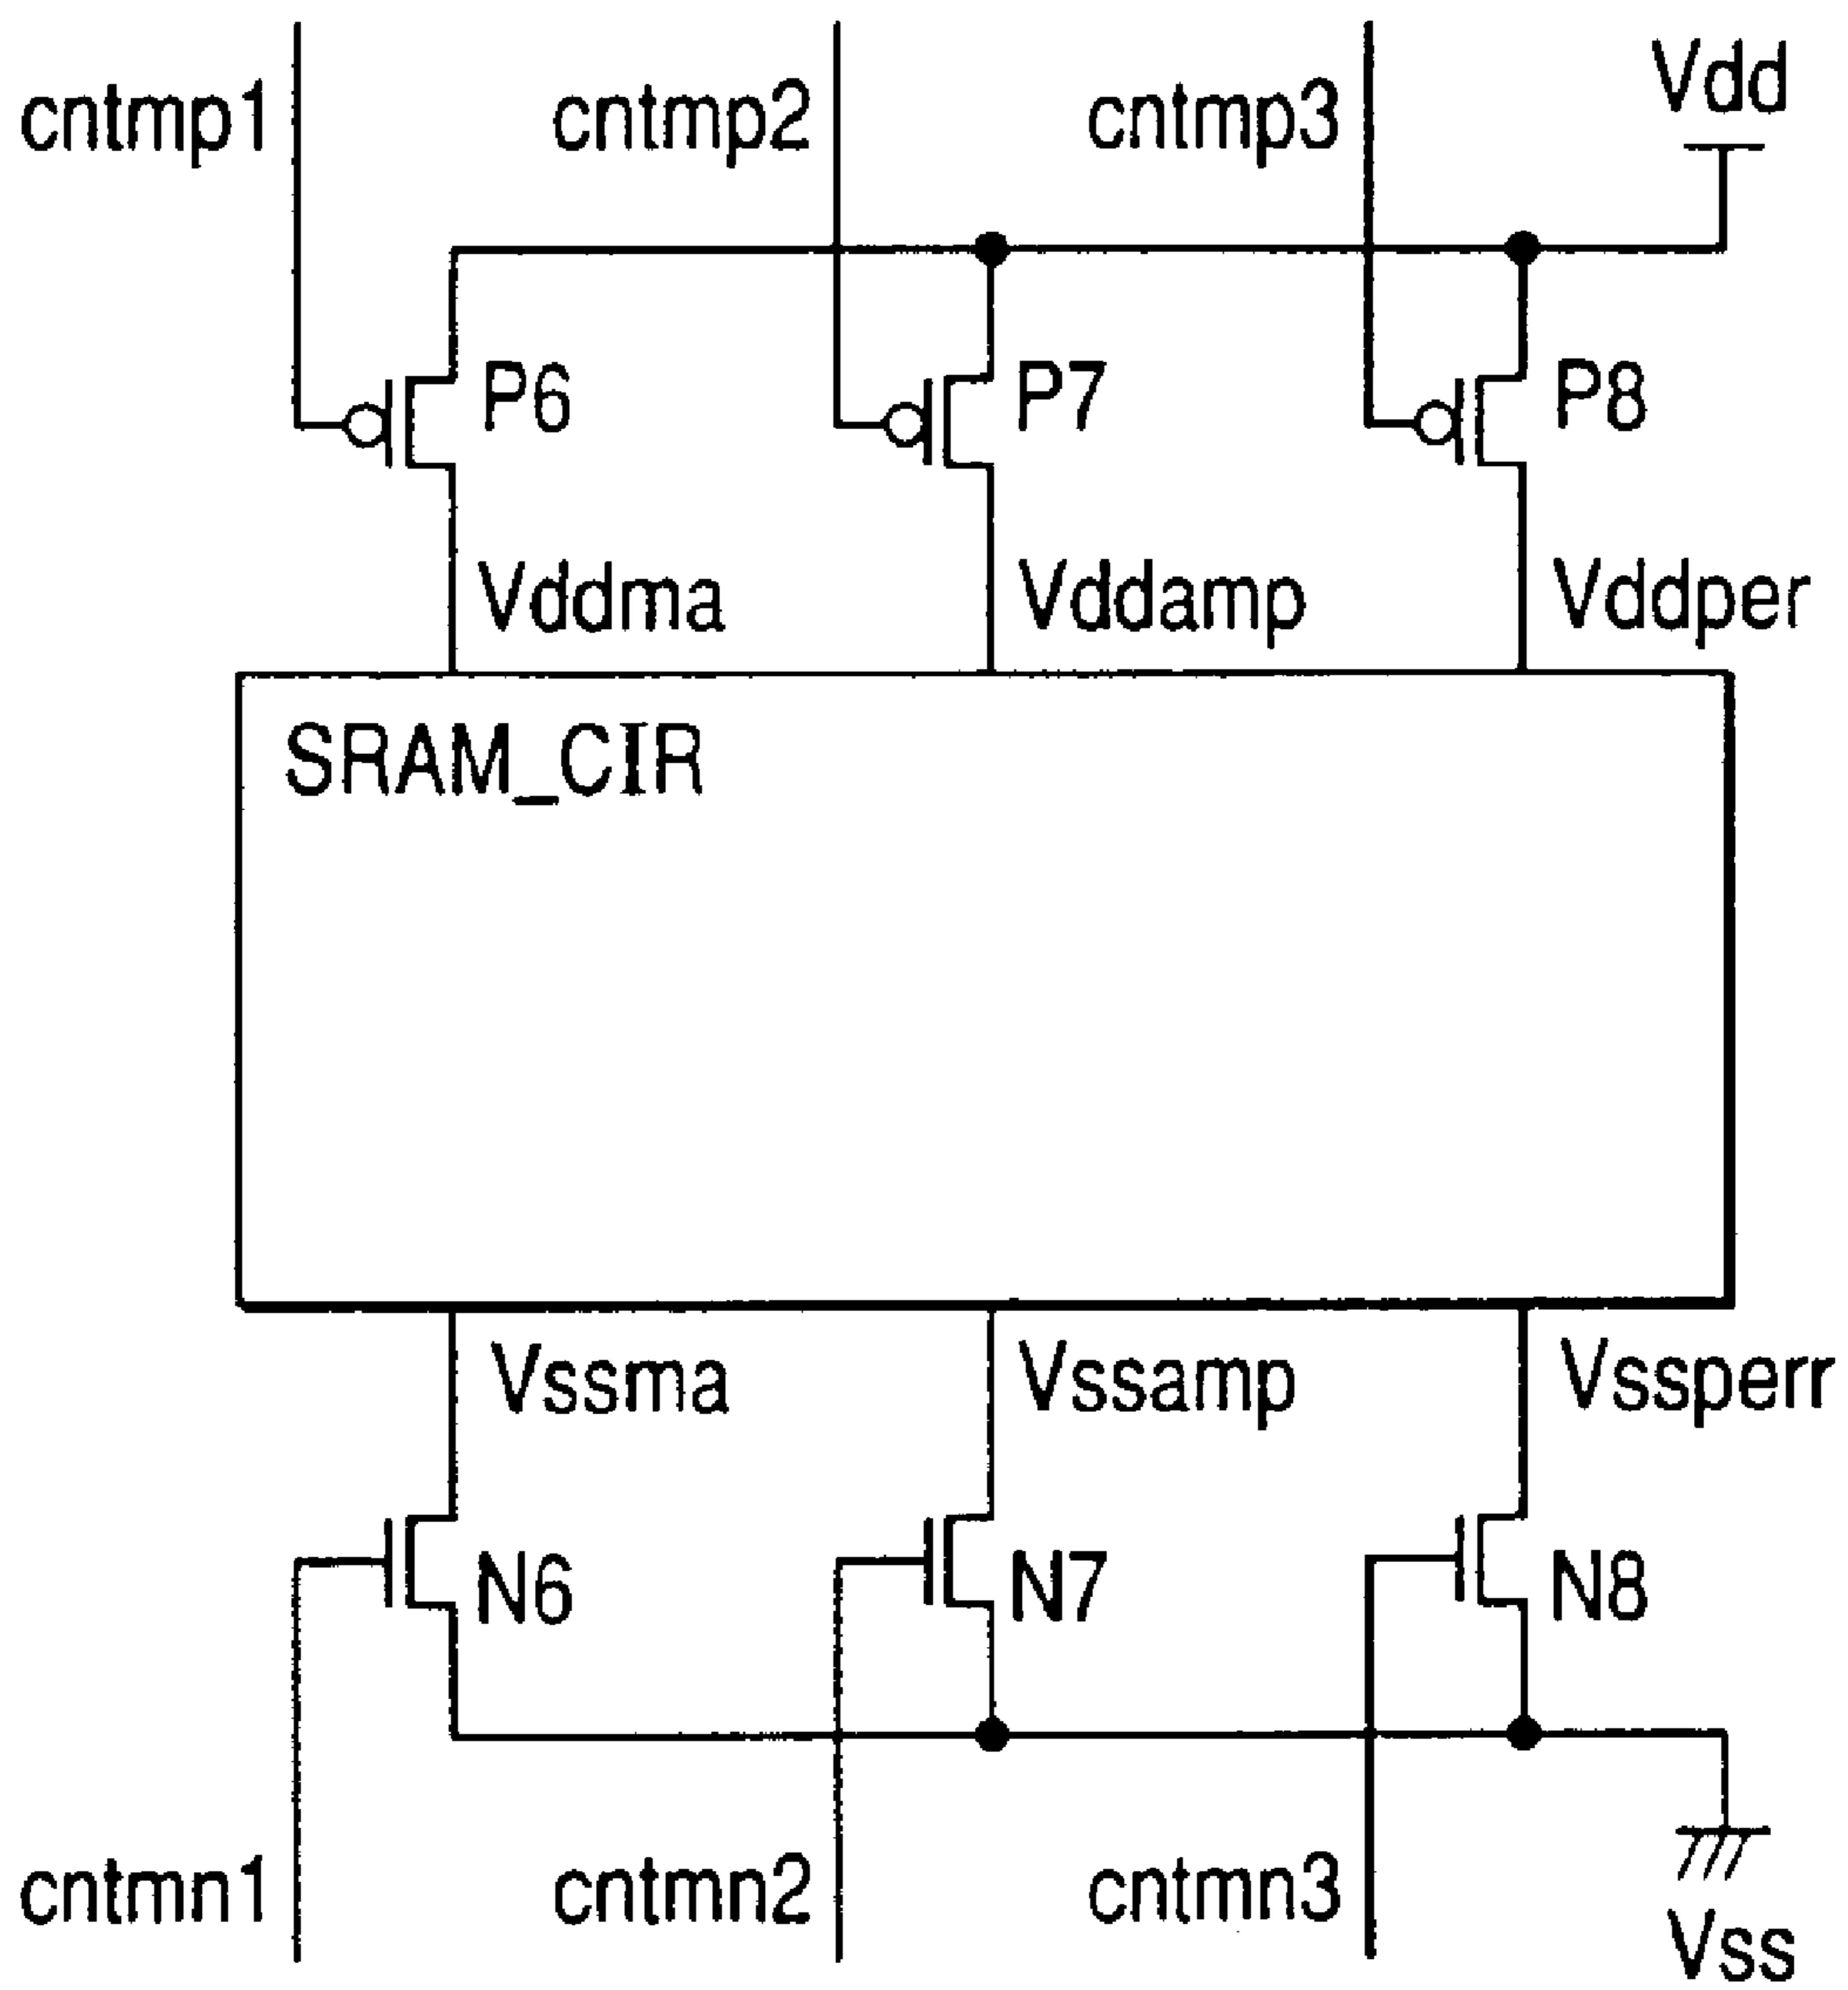 Vdd
cntmp1 cntmp2 cntmp3
P6 P7 P8
Vddma Vddamp Vddper
SRAM_CIR
Vssma Vssamp Vssperr
N6 N7 N8
cntmn1 cntmn2 cntmn3
Vss